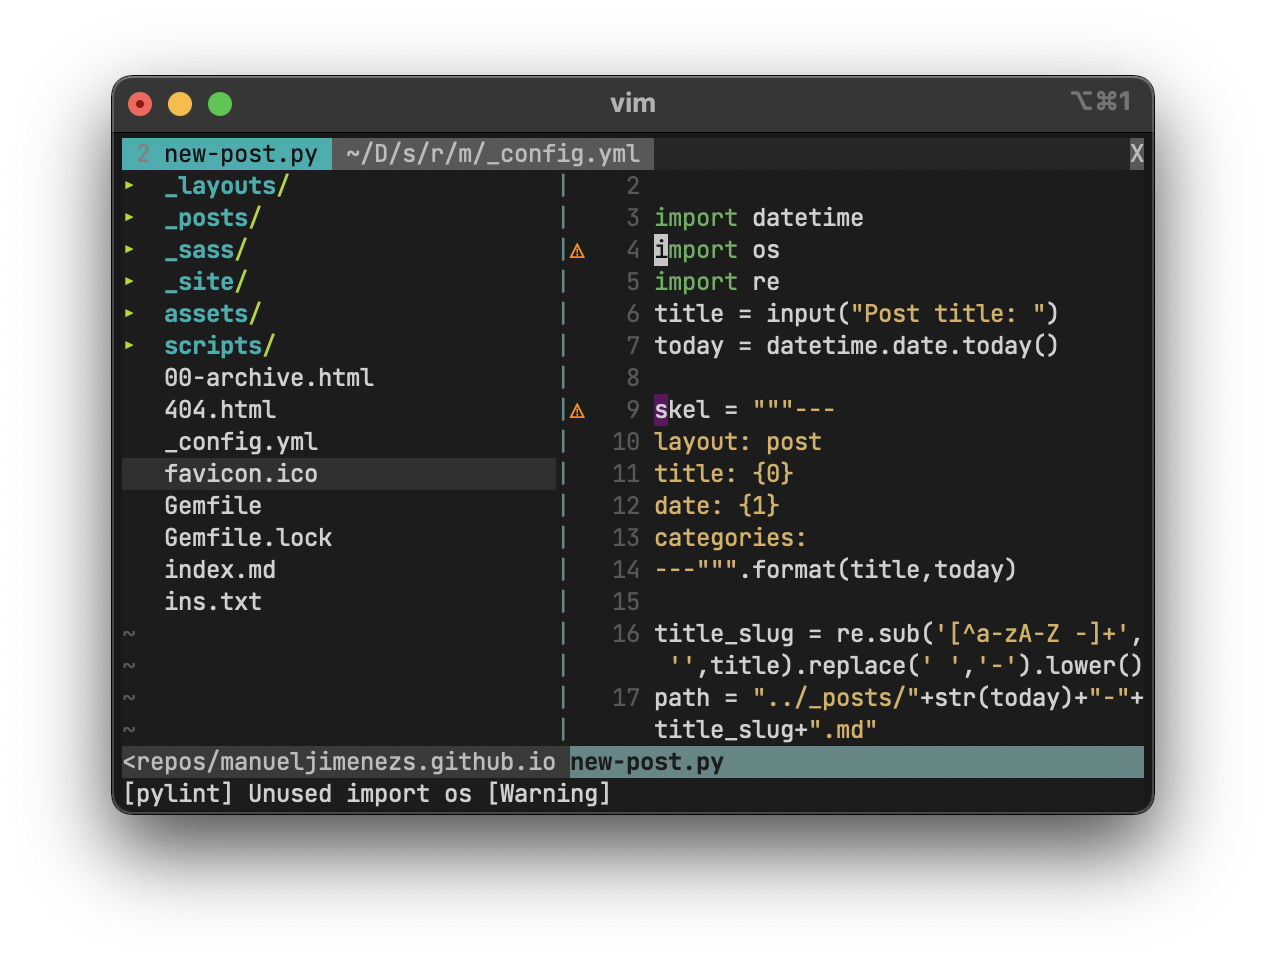 vim
⌥⌘1
2 new-post.py ~/D/s/r/m/_config.yml X
▸ _layouts/
▸ _posts/
▸ _sass/
▸ _site/
▸ assets/
▸ scripts/
00-archive.html
404.html
_config.yml
favicon.ico
Gemfile
Gemfile.lock
index.md
ins.txt
~
~
~
~
2
3 import datetime
⚠ 4 import os
5 import re
6 title = input("Post title: ")
7 today = datetime.date.today()
8
⚠ 9 skel = """---
10 layout: post
11 title: {0}
12 date: {1}
13 categories:
14 ---""".format(title,today)
15
16 title_slug = re.sub('[^a-zA-Z -]+',
'',title).replace(' ','-').lower()
17 path = "../_posts/"+str(today)+"-"+
title_slug+".md"
<repos/manueljimenezs.github.io new-post.py
[pylint] Unused import os [Warning]